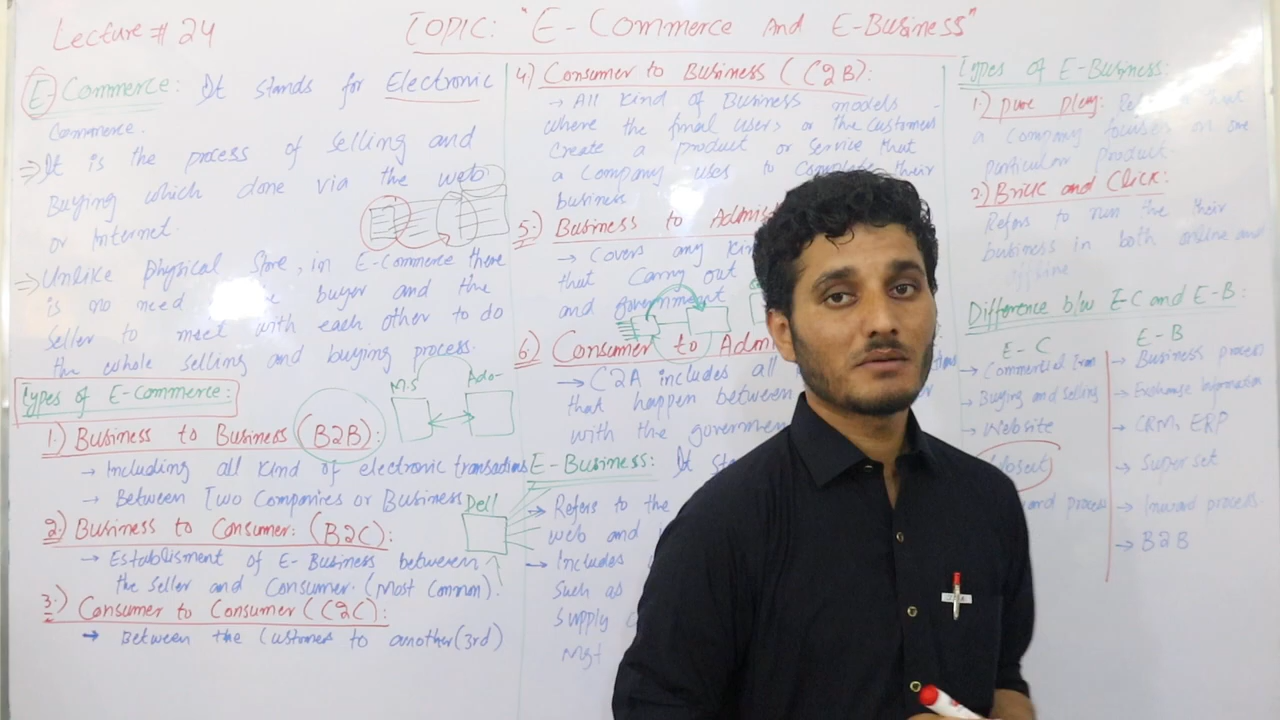 Lecture # 24
TOPIC: "E-Commerce And E-Business"
E-Commerce: It stands for Electronic
Commerce.
⇒ It is the process of selling and
Buying which done via the web
or Internet.
⇒ Unlike physical store, in E-Commerce there
is no need buyer and the
seller to meet with each other to do
the whole selling and buying process.
Types of E-Commerce:
M.S Ado-
1.) Business to Business (B2B):
→ Including all kind of electronic transactions
→ Between Two Companires or Business
Dell
2.) Business to Consumer: (B2C):
→ Establisment of E-Business between
the seller and Consumer. (Most Common).
3.) Consumer to Consumer (C2C):
→ Between the Customer to another (3rd)
4) Consumer to Business (C2B):
→ All kind of Business models
where the final users or the customers
create a product or service that
a company uses to complete their
business
5.) Business to Admis
→ Covers any kin
that carry out
and government
6.) Consumer to Admi
→ C2A includes all
that happen between
with the governmen
E-Business: It sta
→ Refers to the
web and
→ Includes
such as
supply
Mgt
Types of E-Business:
1.) pure play:
a company focuses on one
particular product
2.) Brick and Click:
Refers to run the their
business in both online and
offline
Difference b/w E-C and E-B:
E-C E-B
→ Business process
→ Buying and selling → Exchange Information
→ Website → CRM, ERP
→ Super set
ward process → Inward process.
→ B2B